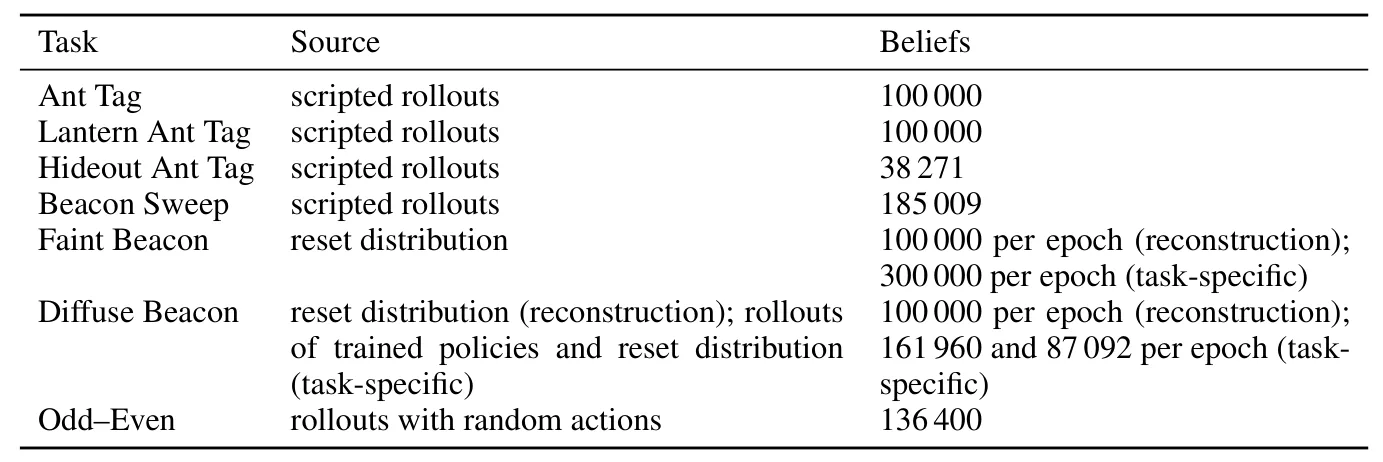 Task Source Beliefs
Ant Tag scripted rollouts 100 000
Lantern Ant Tag scripted rollouts 100 000
Hideout Ant Tag scripted rollouts 38 271
Beacon Sweep scripted rollouts 185 009
Faint Beacon reset distribution 100 000 per epoch (reconstruction);
300 000 per epoch (task-specific)
Diffuse Beacon reset distribution (reconstruction); rollouts 100 000 per epoch (reconstruction);
of trained policies and reset distribution 161 960 and 87 092 per epoch (task-
(task-specific) specific)
Odd–Even rollouts with random actions 136 400